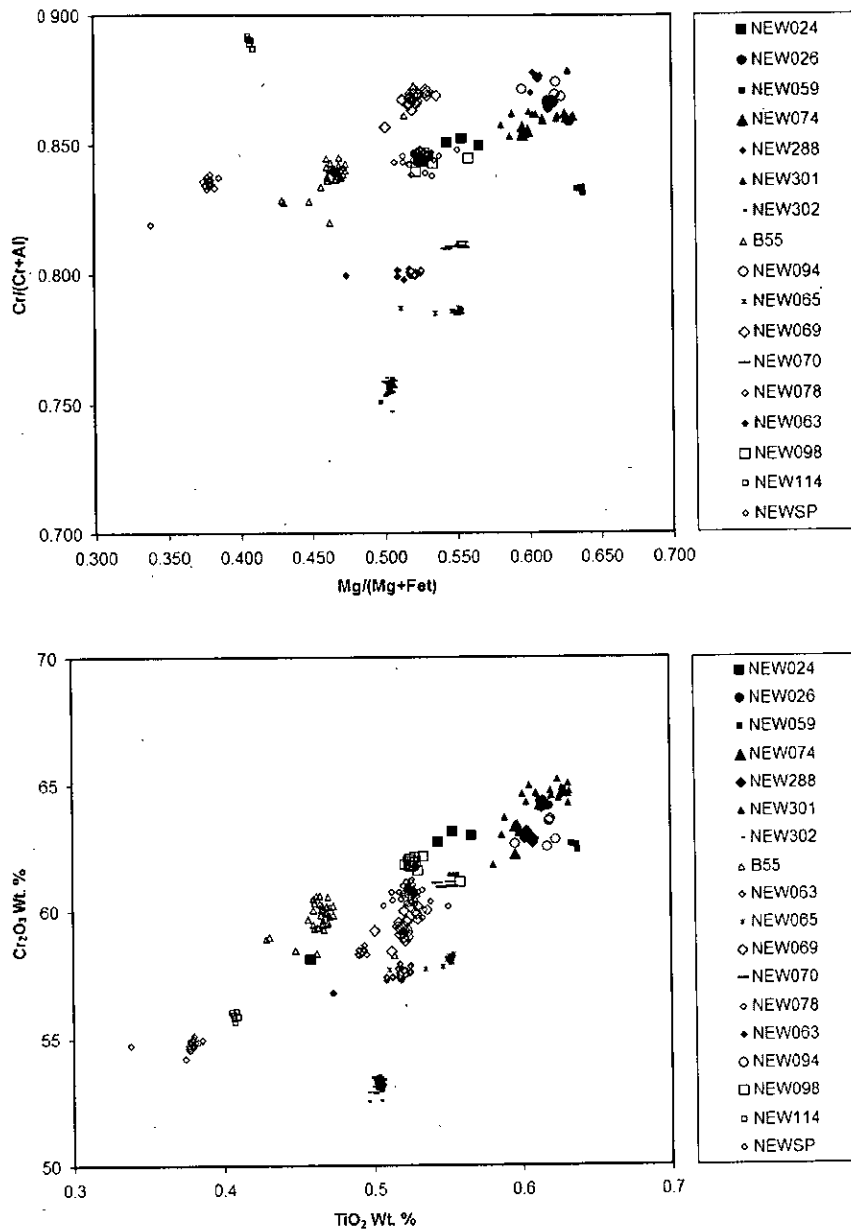 0.900
0.850
0.800
0.750
0.700
Cr/(Cr+Al)
0.300 0.400 0.500 0.550 0.600 0.650 0.700
Mg/(Mg+Fet)
NEW024
NEW026
NEW059
NEW074
NEW288
NEW301
NEW302
B55
NEW094
NEW065
NEW069
NEW070
NEW078
NEW063
NEW098
NEW114
NEWSP
70
65
60
55
50
Cr₂O₃ Wt. %
0.3 0.4 0.5 0.6 0.7
TiO₂ Wt. %
NEW024
NEW026
NEW059
NEW074
NEW288
NEW301
NEW302
B55
NEW063
NEW065
NEW069
NEW070
NEW078
NEW063
NEW094
NEW098
NEW114
NEWSP